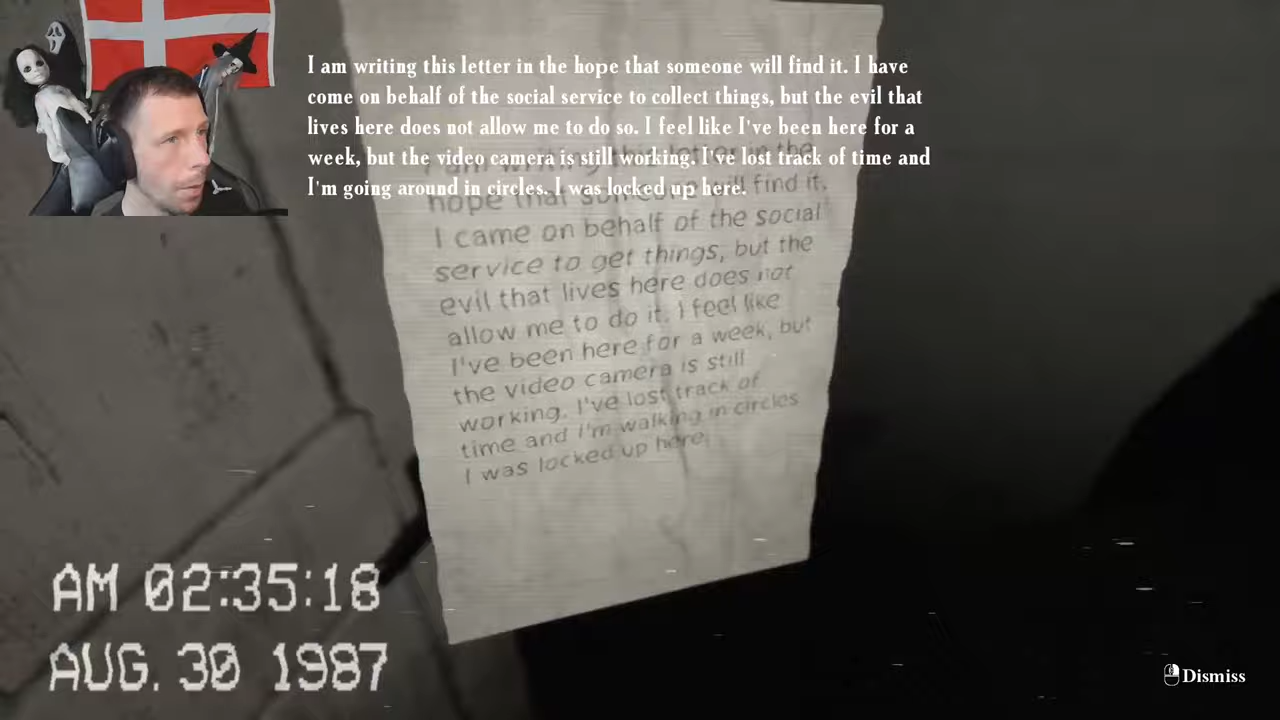 I am writing this letter in the hope that someone will find it. I have
come on behalf of the social service to collect things, but the evil that
lives here does not allow me to do so. I feel like I've been here for a
week, but the video camera is still working. I've lost track of time and
I'm going around in circles. I was locked up here.
I am writing this letter in the
hope that someone will find it.
I came on behalf of the social
service to get things, but the
evil that lives here does not
allow me to do it. I feel like
I've been here for a week, but
the video camera is still
working. I've lost track of
time and I'm walking in circles
I was locked up here.
AM 02:35:18
AUG. 30 1987
Dismiss